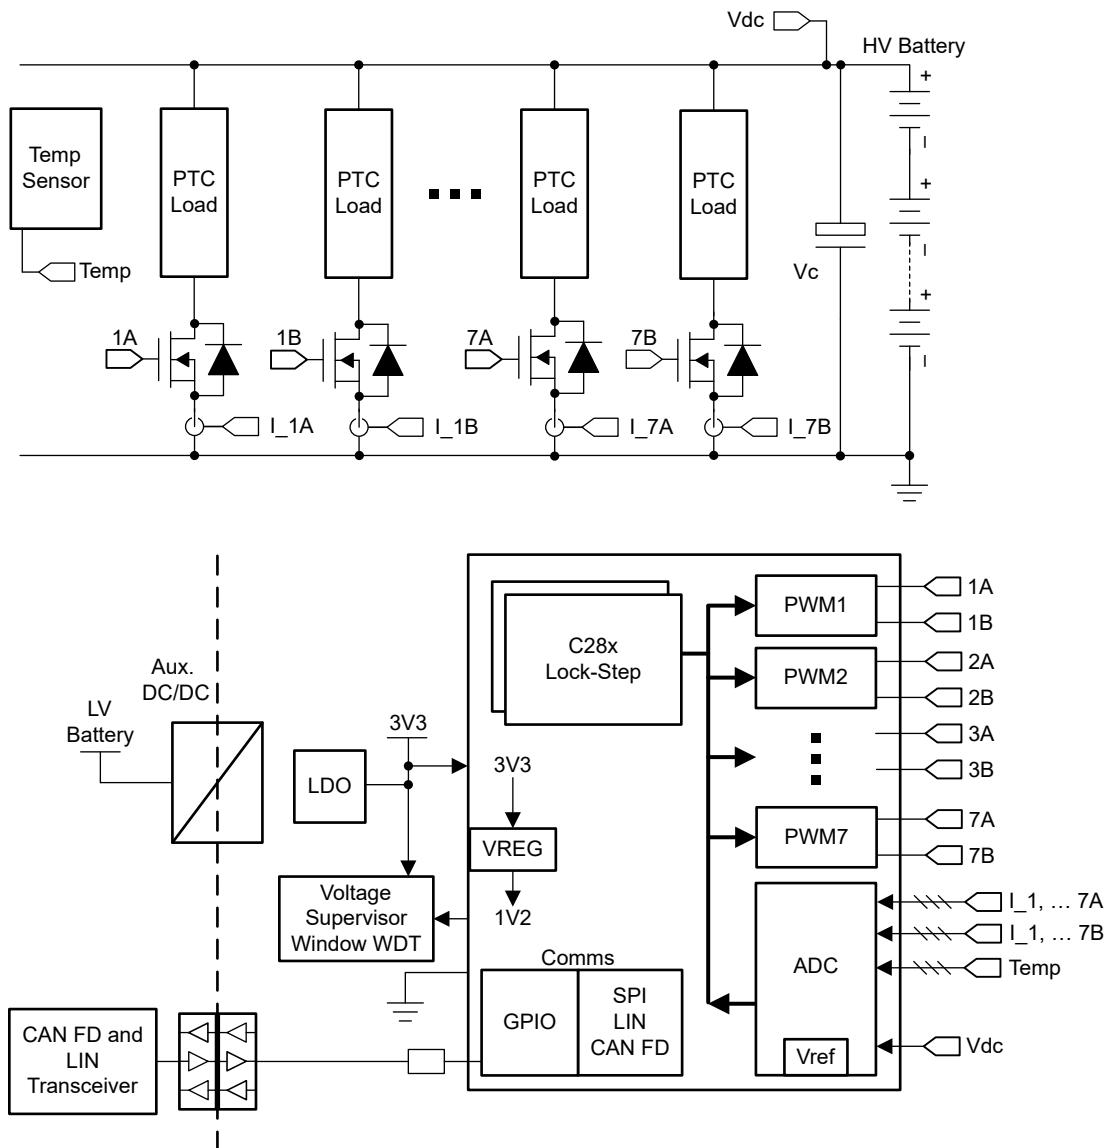 Vdc
HV Battery
+
Temp
Sensor
PTC
Load
PTC
Load
PTC
Load
PTC
Load
+
Temp
Vc
+
1A
1B
7A
7B
I_1A
I_1B
I_7A
I_7B
C28x
Lock-Step
PWM1
1A
1B
PWM2
2A
2B
3A
3B
PWM7
7A
7B
Aux.
DC/DC
LV
Battery
3V3
LDO
3V3
VREG
1V2
Voltage
Supervisor
Window WDT
ADC
Vref
I_1, ... 7A
I_1, ... 7B
Temp
Vdc
Comms
GPIO
SPI
LIN
CAN FD
CAN FD and
LIN
Transceiver